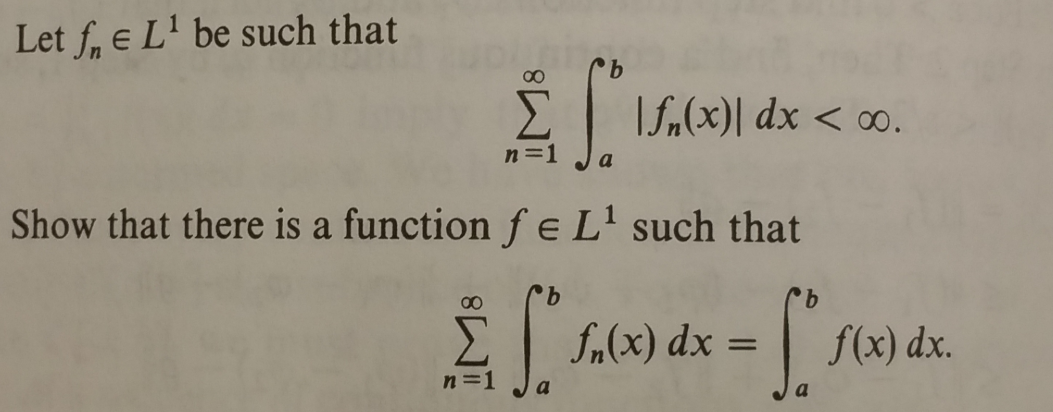 Let fₙ ∈ L¹ be such that
∑_{n=1}^{∞} ∫_a^b |fₙ(x)| dx < ∞.
Show that there is a function f ∈ L¹ such that
∑_{n=1}^{∞} ∫_a^b fₙ(x) dx = ∫_a^b f(x) dx.